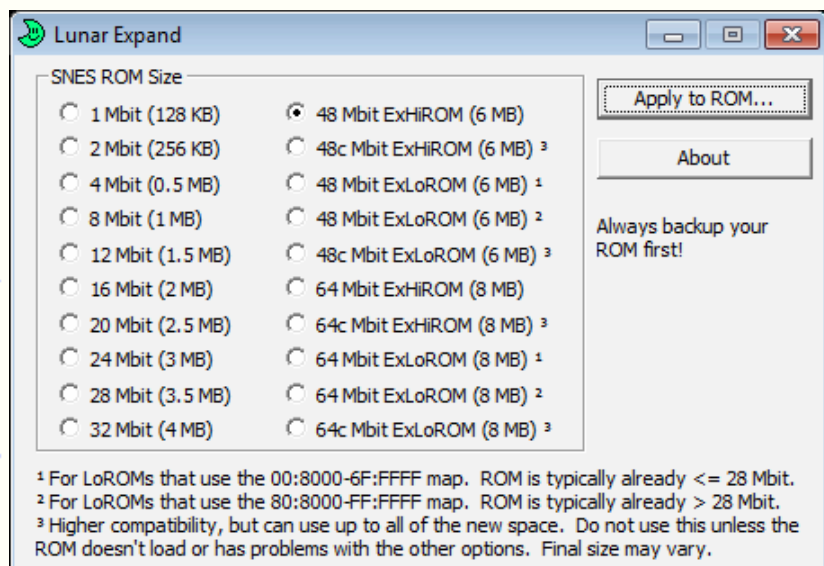 Lunar Expand
SNES ROM Size
1 Mbit (128 KB)
2 Mbit (256 KB)
4 Mbit (0.5 MB)
8 Mbit (1 MB)
12 Mbit (1.5 MB)
16 Mbit (2 MB)
20 Mbit (2.5 MB)
24 Mbit (3 MB)
28 Mbit (3.5 MB)
32 Mbit (4 MB)
48 Mbit ExHiROM (6 MB)
48c Mbit ExHiROM (6 MB) ³
48 Mbit ExLoROM (6 MB) ¹
48 Mbit ExLoROM (6 MB) ²
48c Mbit ExLoROM (6 MB) ³
64 Mbit ExHiROM (8 MB)
64c Mbit ExHiROM (8 MB) ³
64 Mbit ExLoROM (8 MB) ¹
64 Mbit ExLoROM (8 MB) ²
64c Mbit ExLoROM (8 MB) ³
Apply to ROM...
About
Always backup your
ROM first!
¹ For LoROMs that use the 00:8000-6F:FFFF map.  ROM is typically already <= 28 Mbit.
² For LoROMs that use the 80:8000-FF:FFFF map.  ROM is typically already > 28 Mbit.
³ Higher compatibility, but can use up to all of the new space.  Do not use this unless the
ROM doesn't load or has problems with the other options.  Final size may vary.